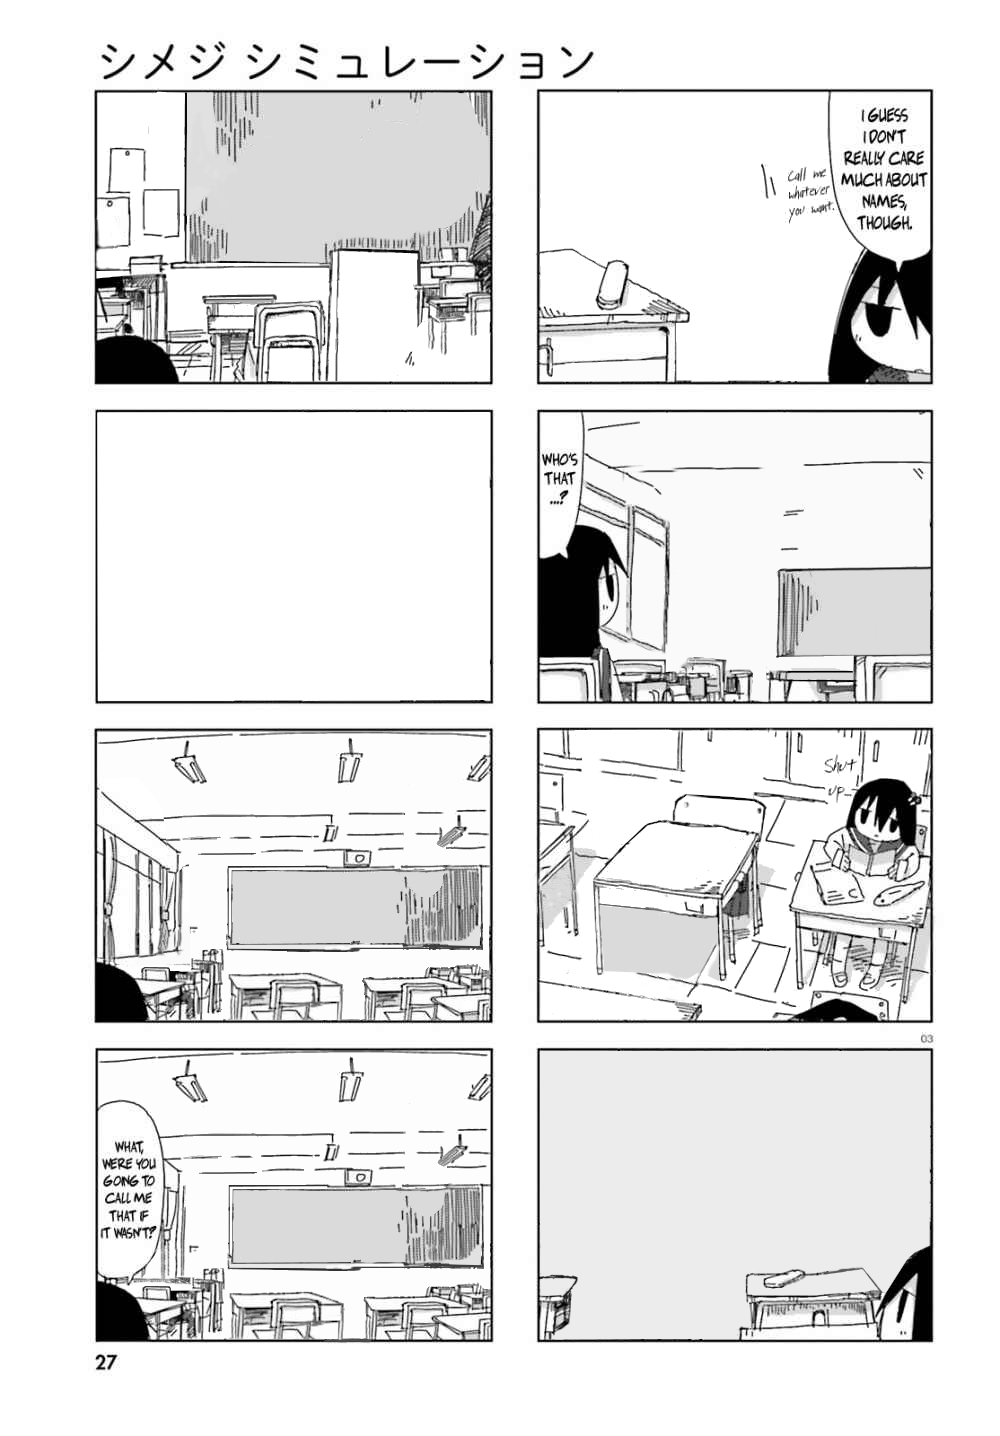 シメジ シミュレーション
I GUESS
I DON'T
REALLY CARE
MUCH ABOUT
NAMES,
THOUGH.
Call me
whatever
you want.
WHO'S
THAT
...?
Shut
up—
03
WHAT,
WERE YOU
GOING TO
CALL ME
THAT IF
IT WASN'T?
27